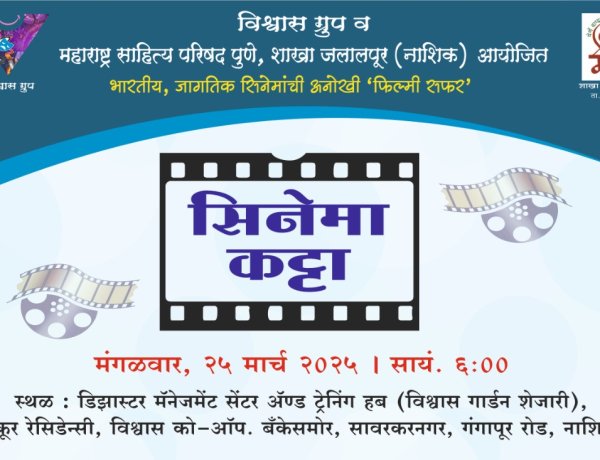 विश्वास ग्रुप व
महाराष्ट्र साहित्य परिषद पुणे, शाखा जलालपूर (नाशिक) आयोजित
भारतीय, जागतिक सिनेमांची अनोखी ‘फिल्मी सफर’
श्वास ग्रुप
शाखा
ता.
सिनेमा
कट्टा
मंगळवार, २५ मार्च २०२५ । सायं. ६:००
स्थळ : डिझास्टर मॅनेजमेंट सेंटर ॲण्ड ट्रेनिंग हब (विश्वास गार्डन शेजारी),
कूर रेसिडेन्सी, विश्वास को-ऑप. बँकेसमोर, सावरकरनगर, गंगापूर रोड, नाशि